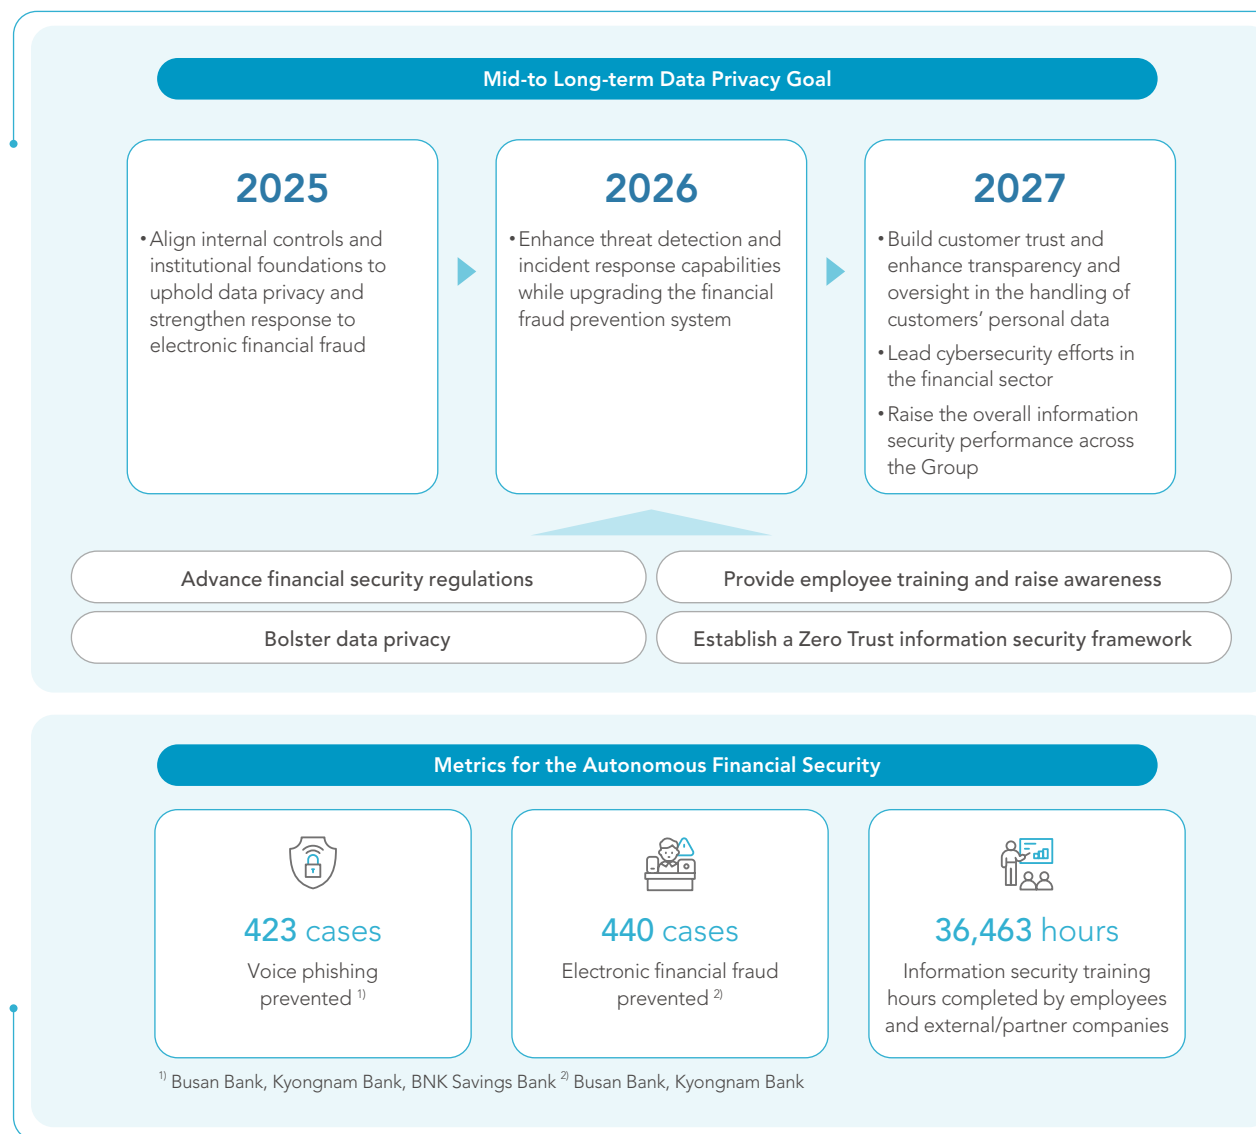 Mid-to Long-term Data Privacy Goal
2025
• Align internal controls and
institutional foundations to
uphold data privacy and
strengthen response to
electronic financial fraud
2026
• Enhance threat detection and
incident response capabilities
while upgrading the financial
fraud prevention system
2027
• Build customer trust and
enhance transparency and
oversight in the handling of
customers’ personal data
• Lead cybersecurity efforts in
the financial sector
• Raise the overall information
security performance across
the Group
Advance financial security regulations
Provide employee training and raise awareness
Bolster data privacy
Establish a Zero Trust information security framework
Metrics for the Autonomous Financial Security
423 cases
Voice phishing
prevented 1)
440 cases
Electronic financial fraud
prevented 2)
36,463 hours
Information security training
hours completed by employees
and external/partner companies
1) Busan Bank, Kyongnam Bank, BNK Savings Bank 2) Busan Bank, Kyongnam Bank